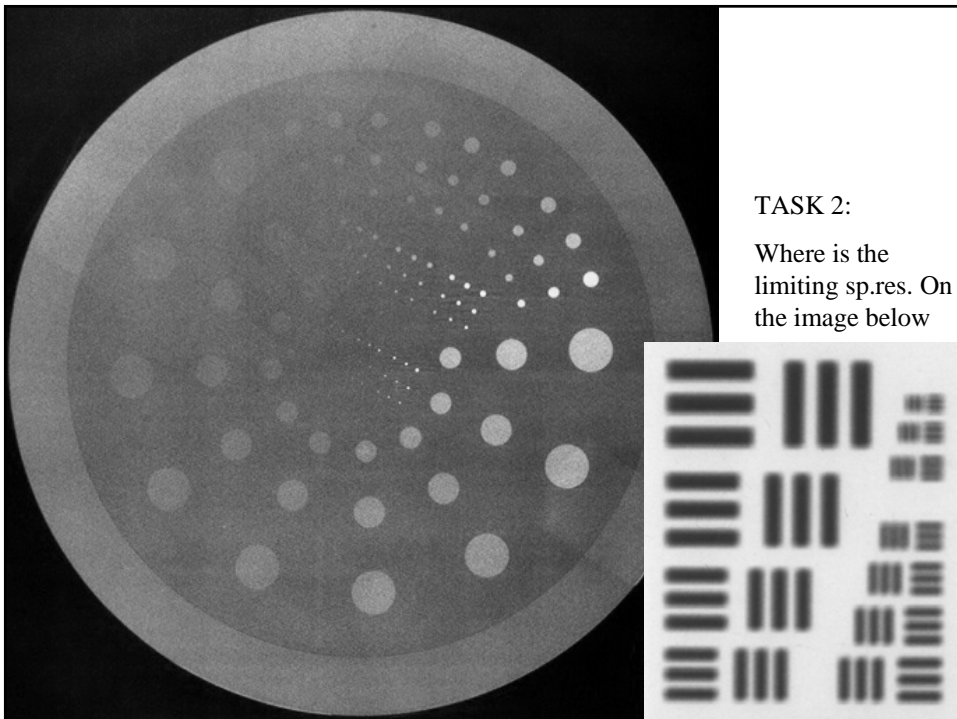 TASK 2:
Where is the
limiting sp.res. On
the image below